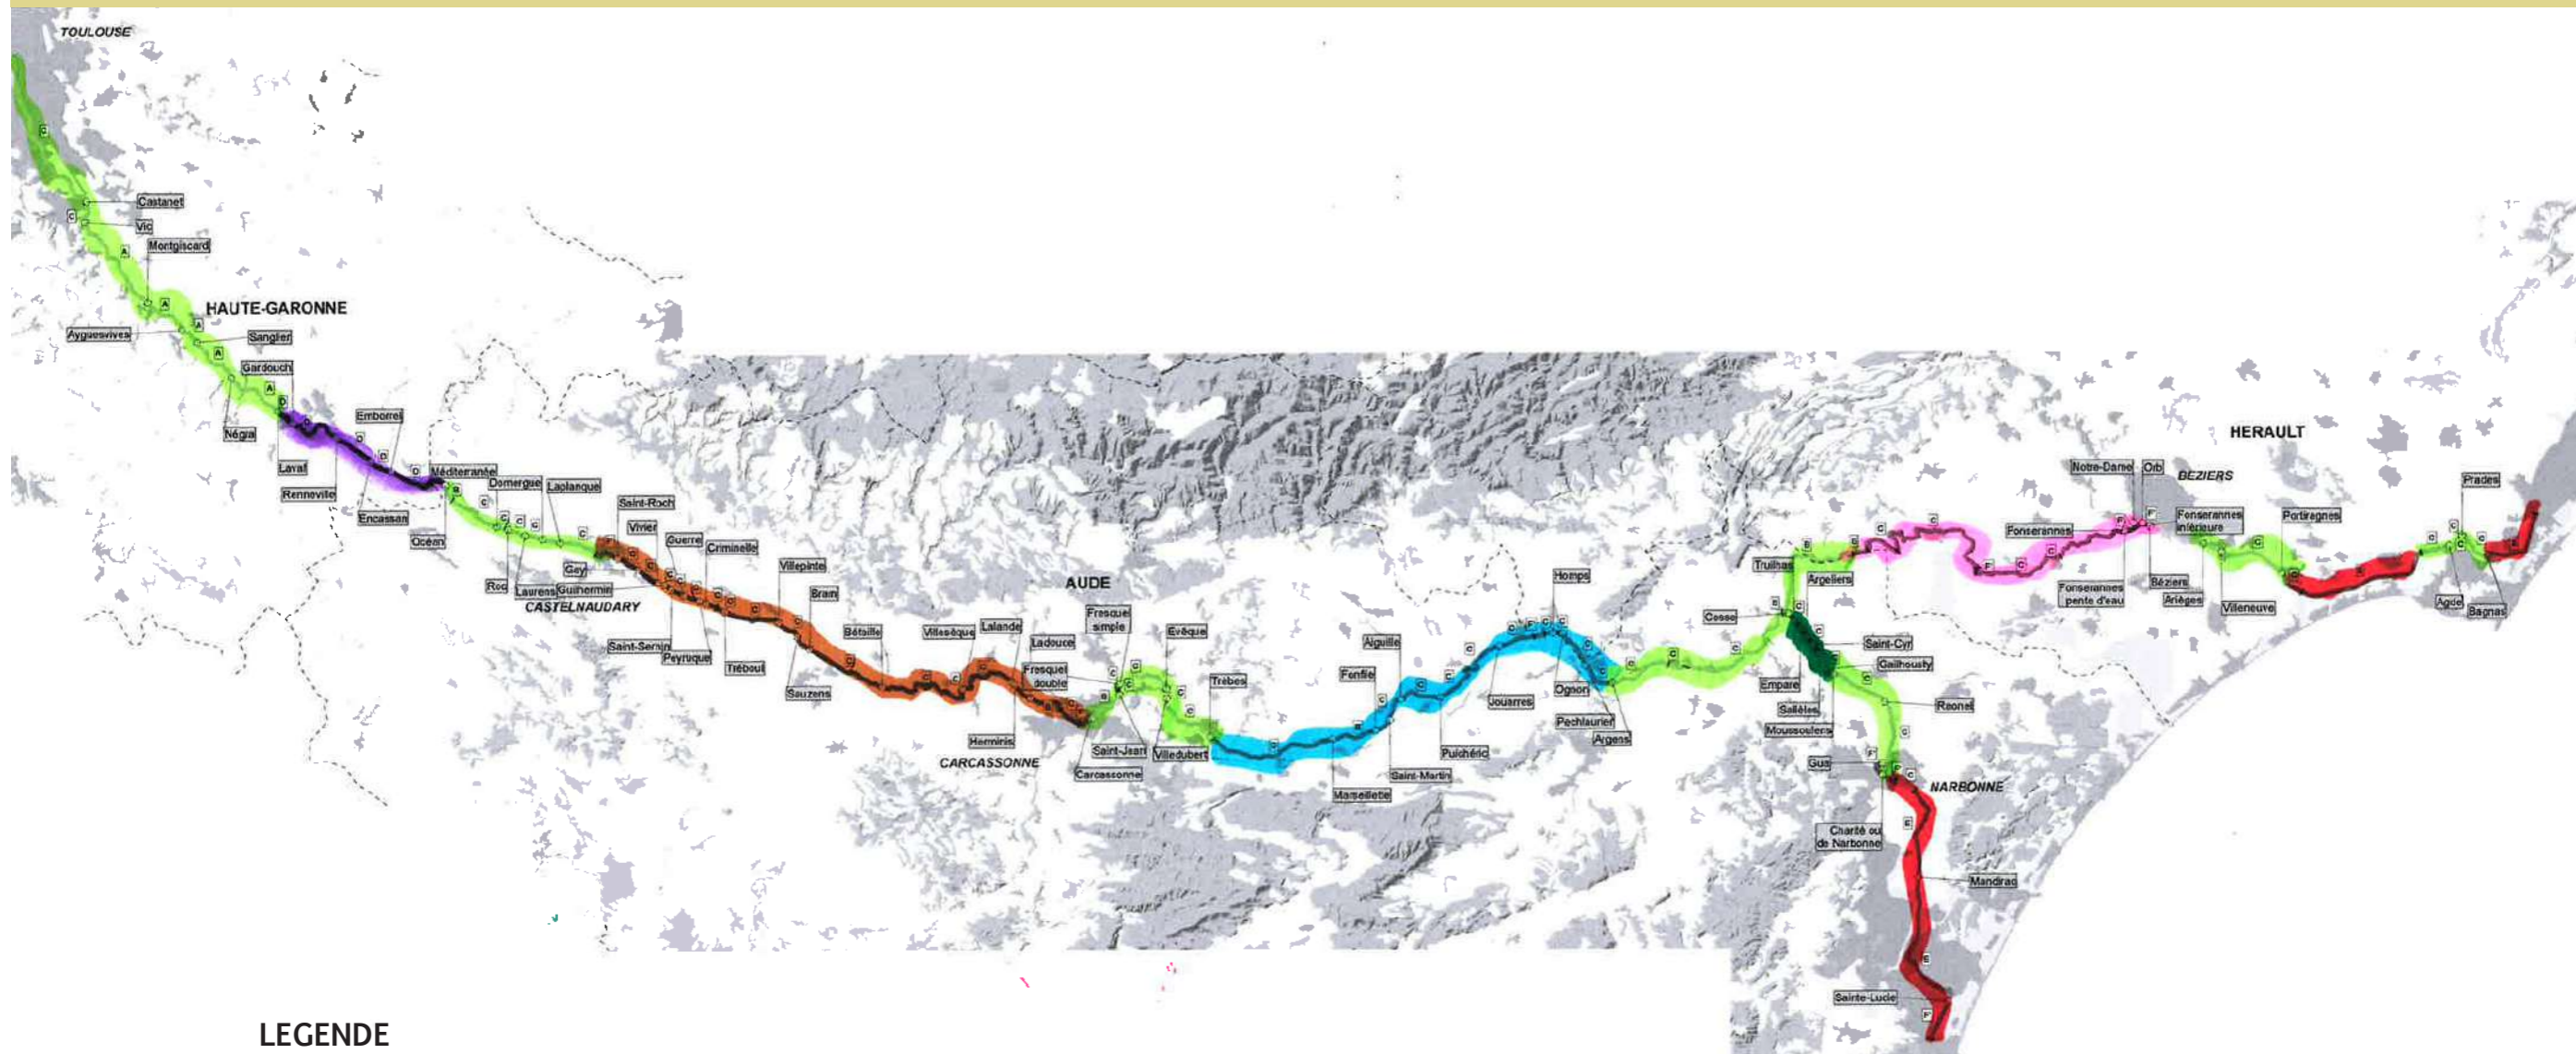 TOULOUSE
Castanet
Vic
Montgiscard
HAUTE-GARONNE
Ayguesvives
Sanglier
Gardouch
Négra
Laval
Emborrel
Renneville
Encassan
Méditerranée
Océan
Domergue
Laplanque
Roc
Laurens
Guilhermin
Gay
CASTELNAUDARY
Saint-Roch
Vivier
Guerre
Criminelle
Saint-Sernin
Peyruque
Tréboul
Villepinte
Sauzens
Bram
Béteille
Villesèque
Lalande
Ladouce
Herminis
CARCASSONNE
AUDE
Fresquel
simple
Fresquel
double
Saint-Jean
Carcassonne
Evêque
Villedubert
Trèbes
Marseillette
Fonfile
Saint-Martin
Aiguille
Puichéric
Jouarres
Homps
Ognon
Pechlaurier
Argens
Truilhas
Argeliers
Cesse
Saint-Cyr
Gailhousty
Empare
Sallèles
Moussoulens
Raonel
Gua
NARBONNE
Charité ou
de Narbonne
Mandirac
Sainte-Lucie
HERAULT
BEZIERS
Notre-Dame
Orb
Fonserannes
Fonserannes
inférieure
Fonserannes
pente d'eau
Béziers
Arièges
Villeneuve
Portiragnes
Prades
Agde
Bagnas
LEGENDE